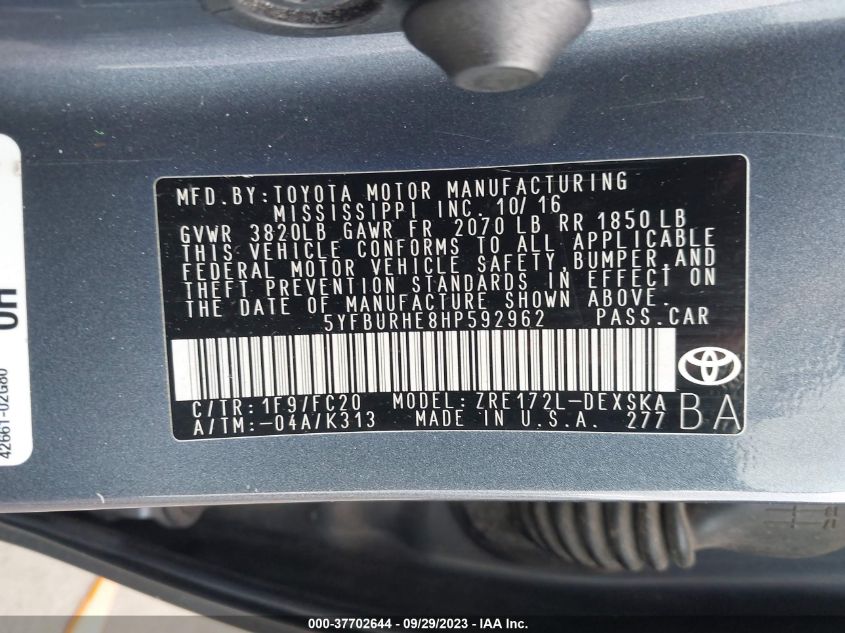 MFD. BY: TOYOTA MOTOR MANUFACTURING
MISSISSIPPI INC. 10/16
GVWR 3820LB GAWR FR 2070 LB RR 1850 LB
THIS VEHICLE CONFORMS TO ALL APPLICABLE
FEDERAL MOTOR VEHICLE SAFETY, BUMPER, AND
THEFT PREVENTION STANDARDS IN EFFECT ON
THE DATE OF MANUFACTURE SHOWN ABOVE.
5YFBURHE8HP592962 PASS. CAR
C/TR: 1F9/FC20 MODEL: ZRE172L-DEXSKA
A/TM: -04A/K313 MADE IN U.S.A. 277
BA
42661-02G80
000-37702644 - 09/29/2023 - IAA Inc.